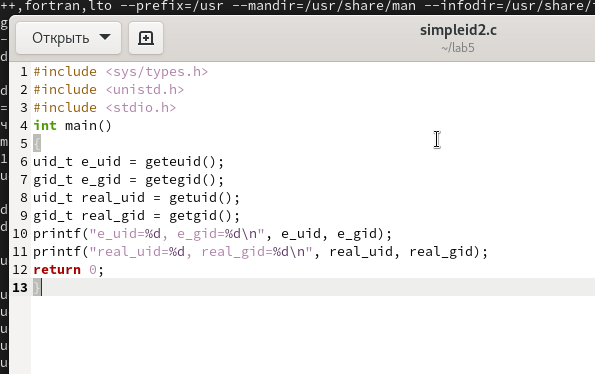 ++,fortran,lto --prefix=/usr --mandir=/usr/share/man --infodir=/usr/share/
Открыть
simpleid2.c
~/lab5
1 #include <sys/types.h>
2 #include <unistd.h>
3 #include <stdio.h>
4 int main()
5 {
6 uid_t e_uid = geteuid();
7 gid_t e_gid = getegid();
8 uid_t real_uid = getuid();
9 gid_t real_gid = getgid();
10 printf("e_uid=%d, e_gid=%d\n", e_uid, e_gid);
11 printf("real_uid=%d, real_gid=%d\n", real_uid, real_gid);
12 return 0;
13 }